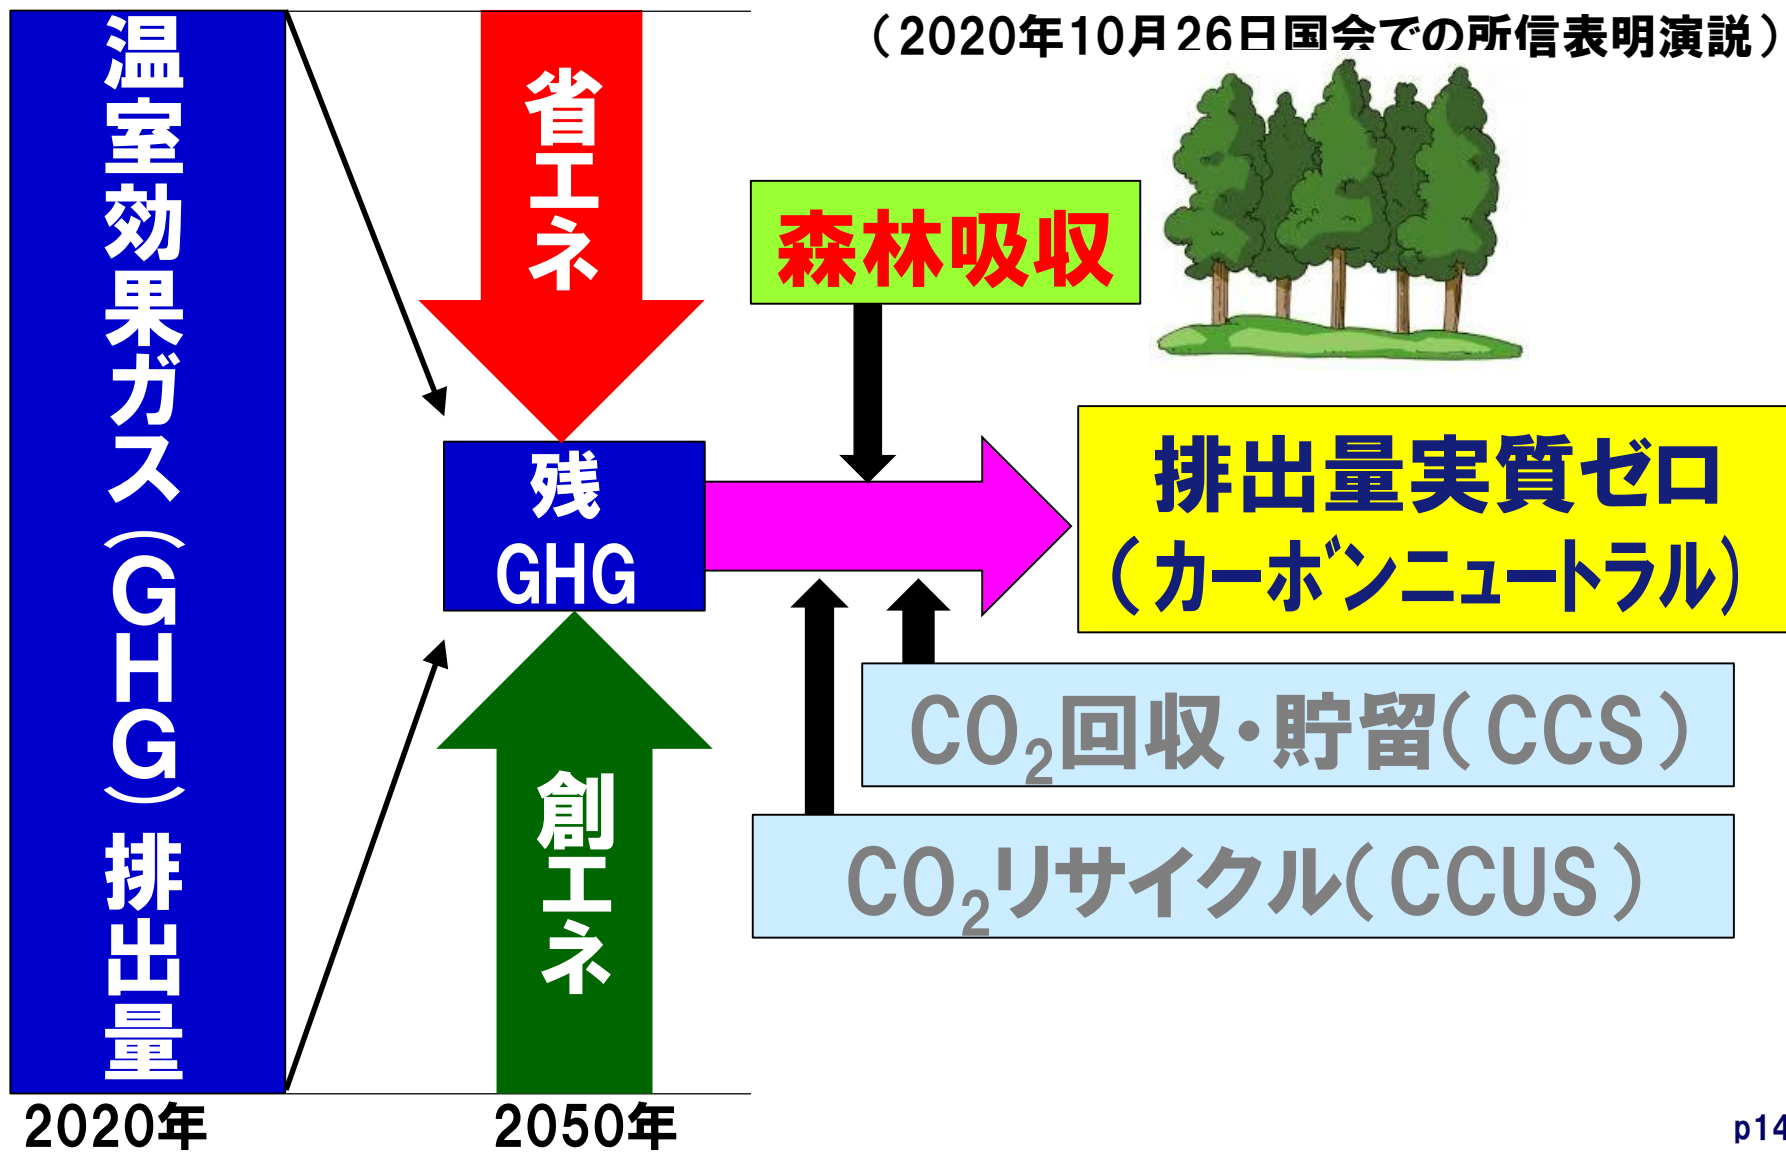 （2020年10月26日国会での所信表明演説）
温室効果ガス（GHG）排出量
省エネ
森林吸収
残
GHG
排出量実質ゼロ
（カーボンニュートラル）
CO₂回収・貯留（CCS）
創エネ
CO₂リサイクル（CCUS）
2020年
2050年
p14